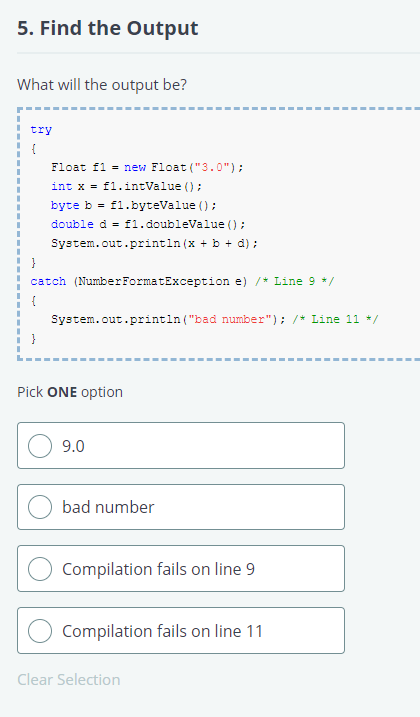 5. Find the Output
What will the output be?
try
{
Float f1 = new Float("3.0");
int x = f1.intValue();
byte b = f1.byteValue();
double d = f1.doubleValue();
System.out.println(x + b + d);
}
catch (NumberFormatException e) /* Line 9 */
{
System.out.println("bad number"); /* Line 11 */
}
Pick ONE option
9.0
bad number
Compilation fails on line 9
Compilation fails on line 11
Clear Selection